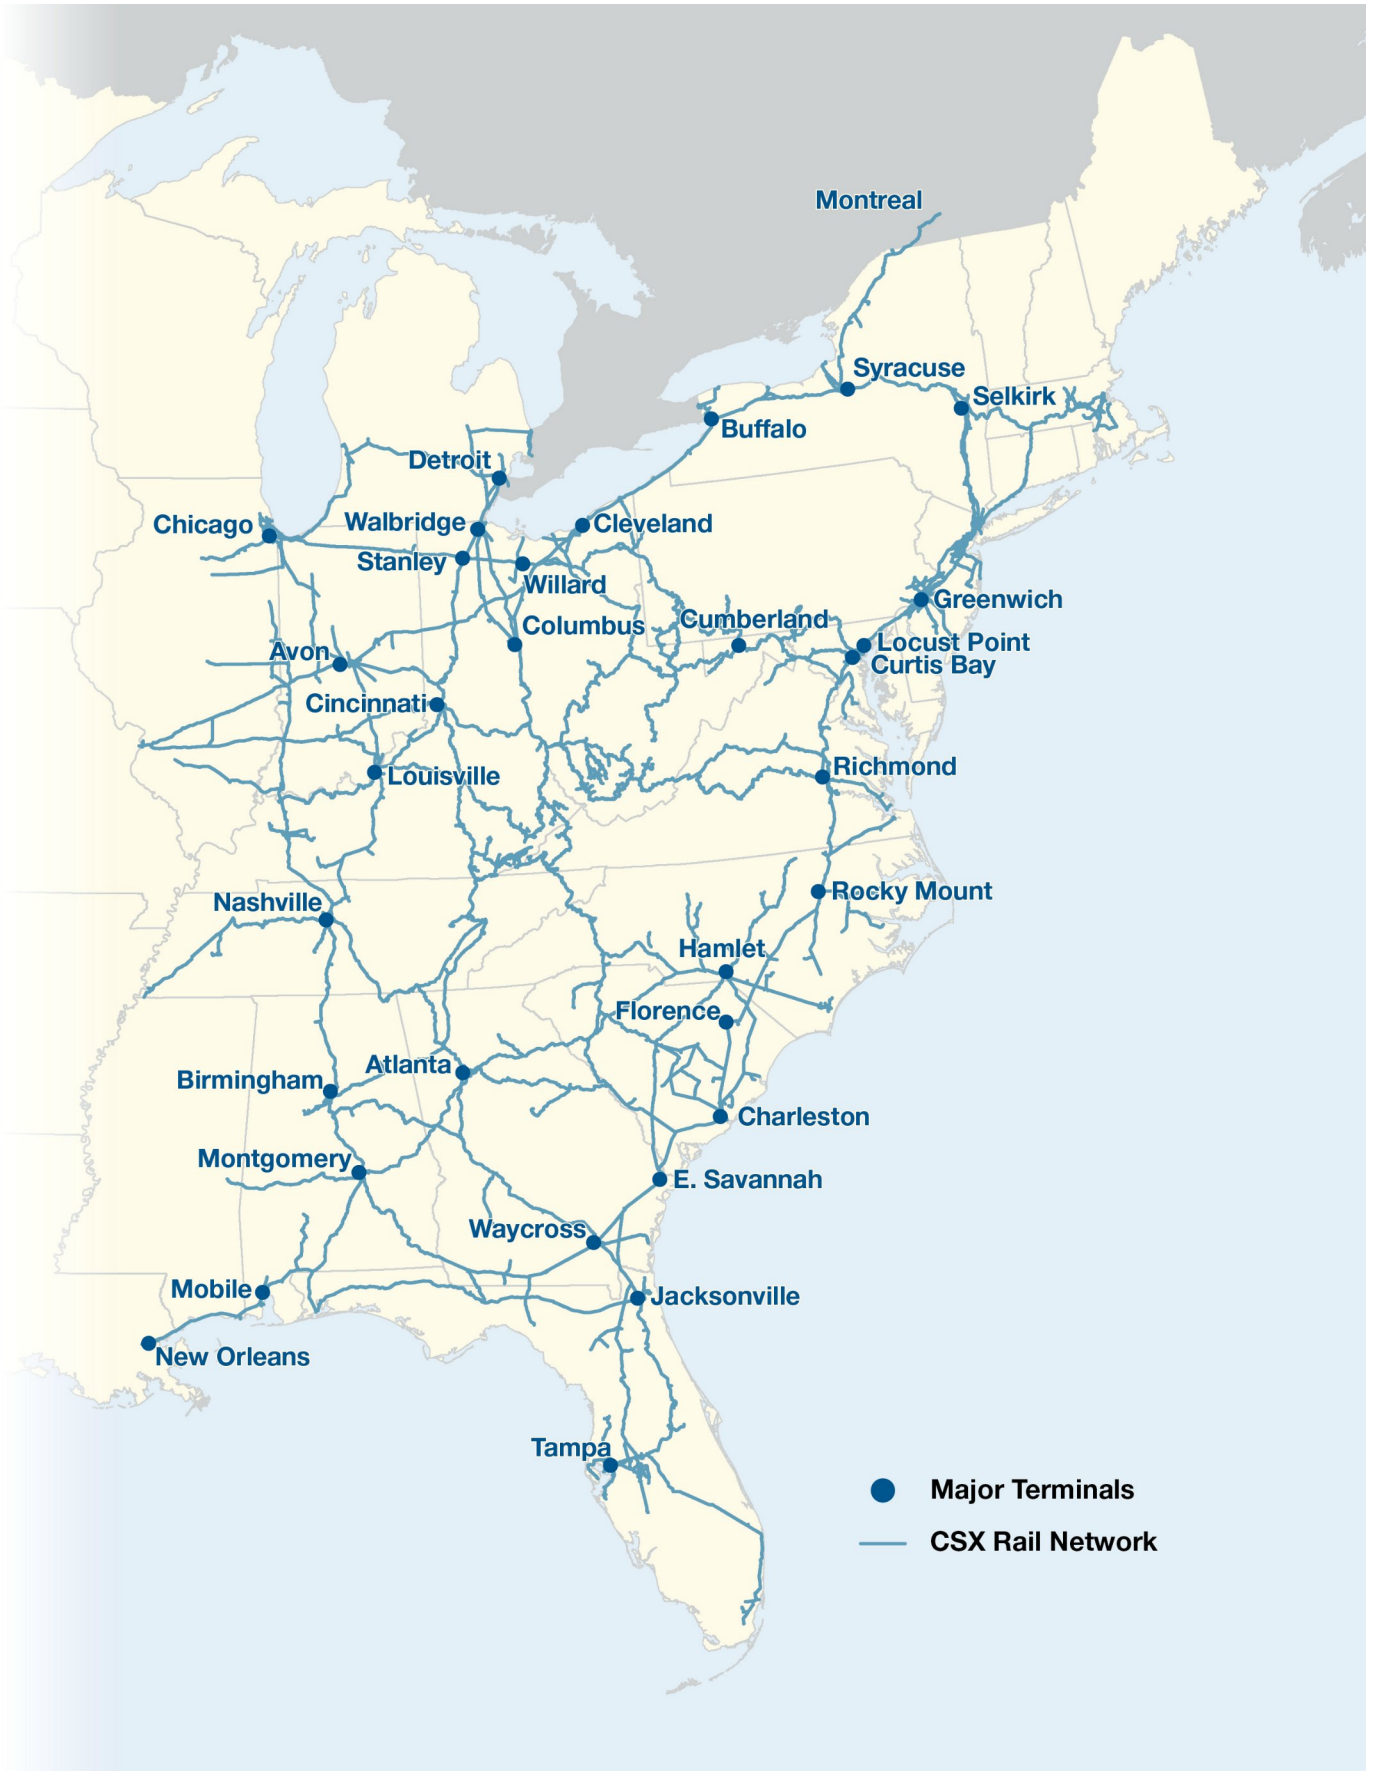 Montreal
Syracuse
Selkirk
Buffalo
Detroit
Chicago
Walbridge
Cleveland
Stanley
Willard
Greenwich
Columbus
Cumberland
Locust Point
Avon
Curtis Bay
Cincinnati
Richmond
Louisville
Rocky Mount
Nashville
Hamlet
Florence
Atlanta
Birmingham
Charleston
Montgomery
E. Savannah
Waycross
Mobile
Jacksonville
New Orleans
Tampa
Major Terminals
CSX Rail Network